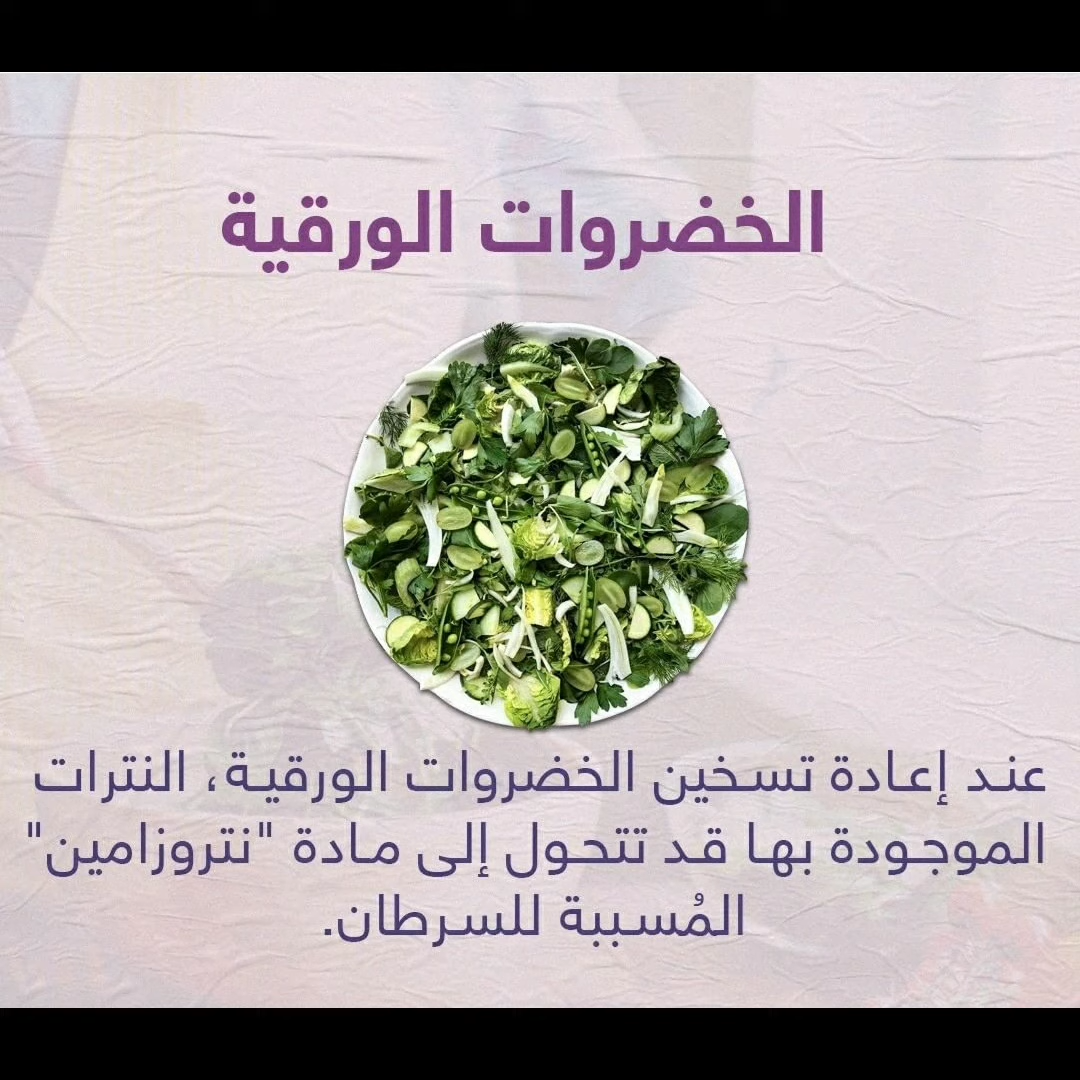 الخضروات الورقية
عند إعادة تسخين الخضروات الورقية، النترات
الموجودة بها قد تتحول إلى مادة "نتروزامين"
المُسببة للسرطان.